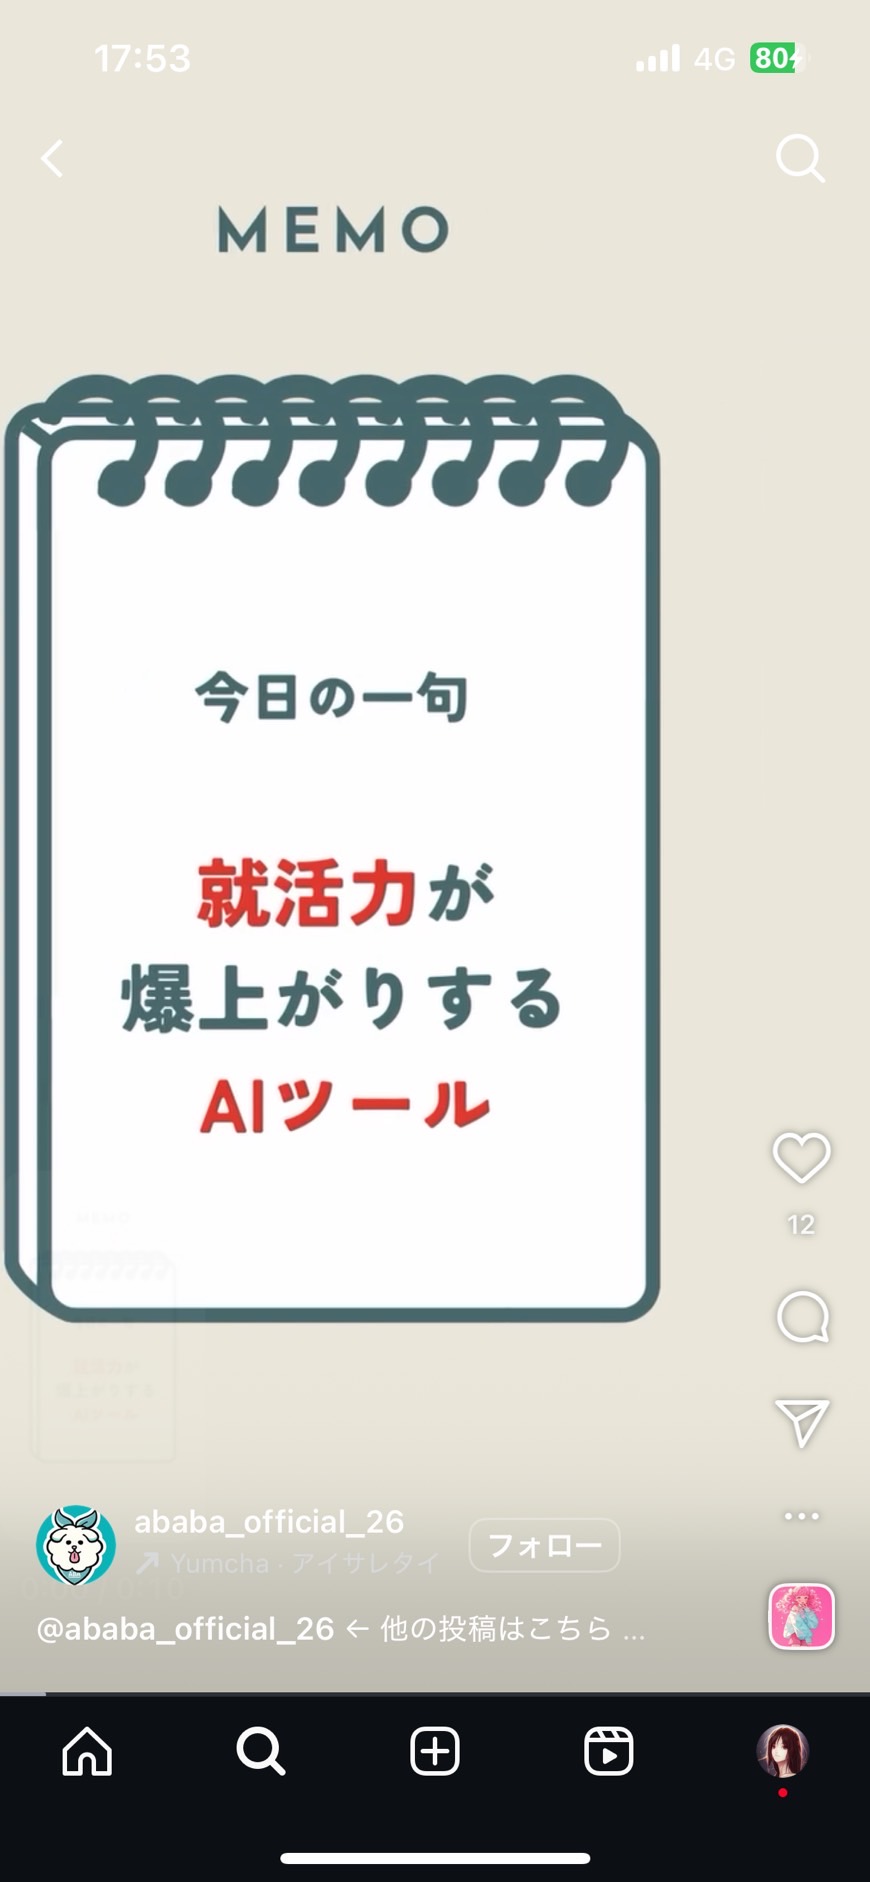 17:53
4G
80
MEMO
今日の一句
就活力が
爆上がりする
AIツール
12
ababa_official_26
フォロー
Yumcha · アイサレタイ
@ababa_official_26 ← 他の投稿はこちら ...